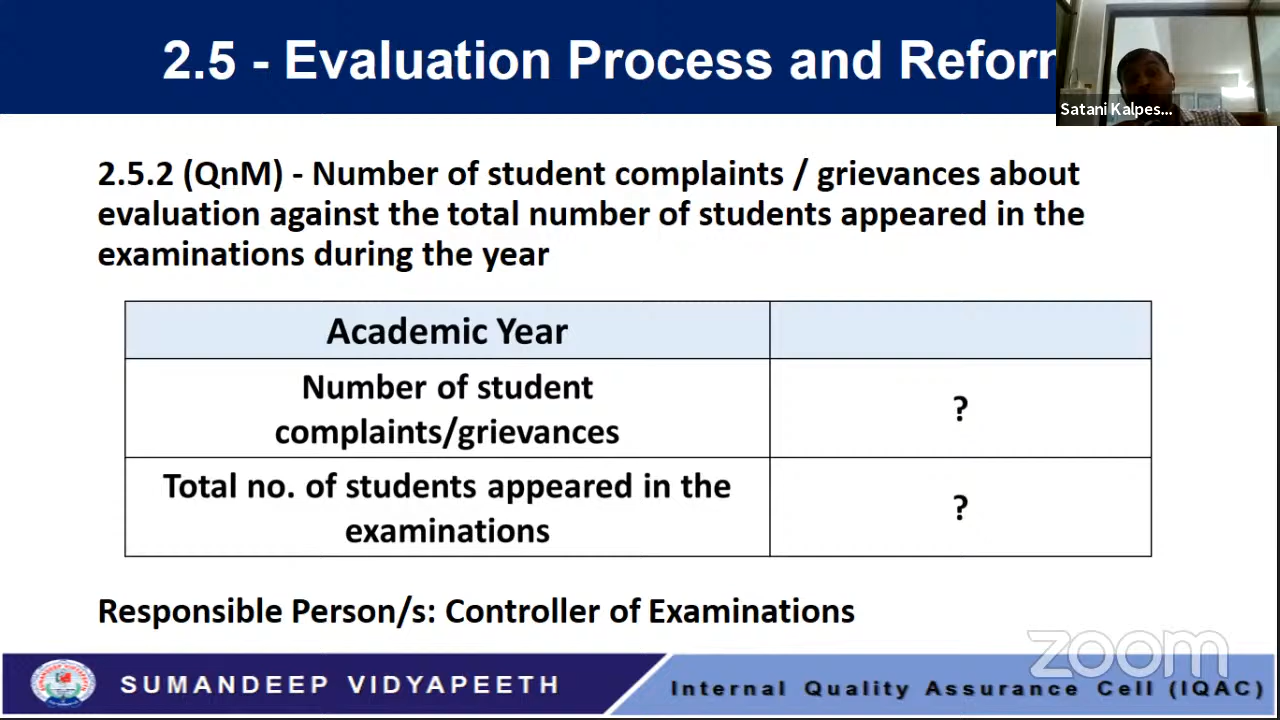 2.5 - Evaluation Process and Refor
Satani Kalpes...
2.5.2 (QnM) - Number of student complaints / grievances about
evaluation against the total number of students appeared in the
examinations during the year
Academic Year
Number of student
complaints/grievances
?
Total no. of students appeared in the
examinations
?
Responsible Person/s: Controller of Examinations
zoom
SUMANDEEP VIDYAPEETH
Internal Quality Assurance Cell (IQAC)